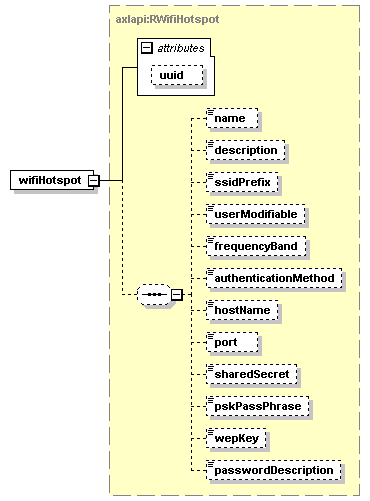 axlapi:RWifiHotspot
attributes
uuid
wifiHotspot
name
description
ssidPrefix
userModifiable
frequencyBand
authenticationMethod
hostName
port
sharedSecret
pskPassPhrase
wepKey
passwordDescription